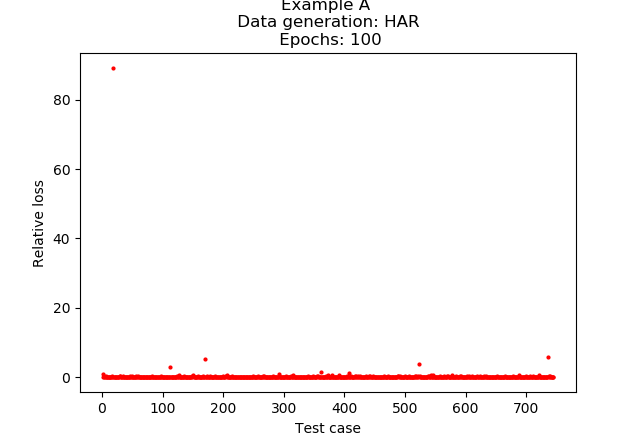 Example A
Data generation: HAR
Epochs: 100
80
60
40
20
0
Relative loss
0 100 200 300 400 500 600 700
Test case